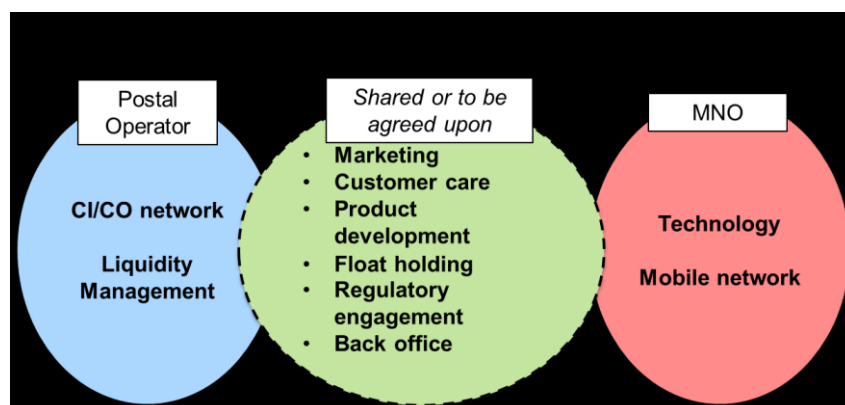 Postal
Operator
CI/CO network
Liquidity
Management
Shared or to be
agreed upon
• Marketing
• Customer care
• Product
development
• Float holding
• Regulatory
engagement
• Back office
MNO
Technology
Mobile network